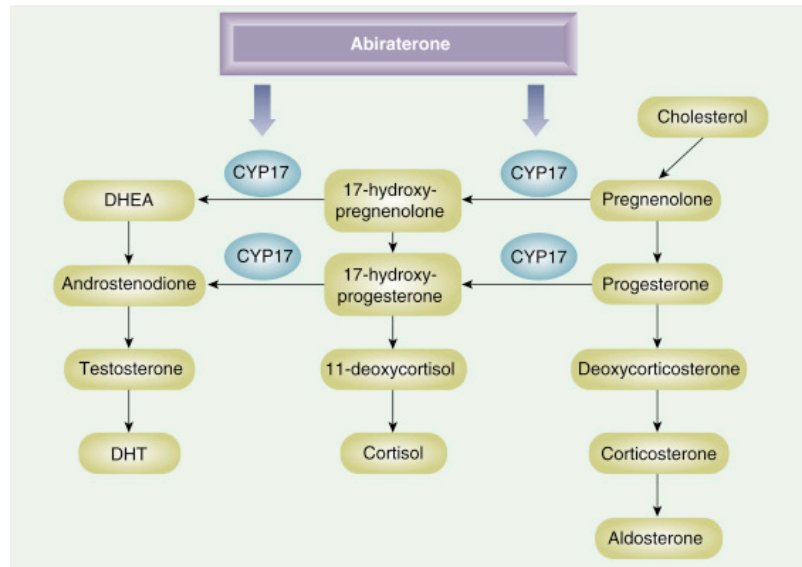 Abiraterone
Cholesterol
CYP17
CYP17
DHEA
17-hydroxy-
pregnenolone
Pregnenolone
CYP17
CYP17
Androstenodione
17-hydroxy-
progesterone
Progesterone
Testosterone
11-deoxycortisol
Deoxycorticosterone
DHT
Cortisol
Corticosterone
Aldosterone